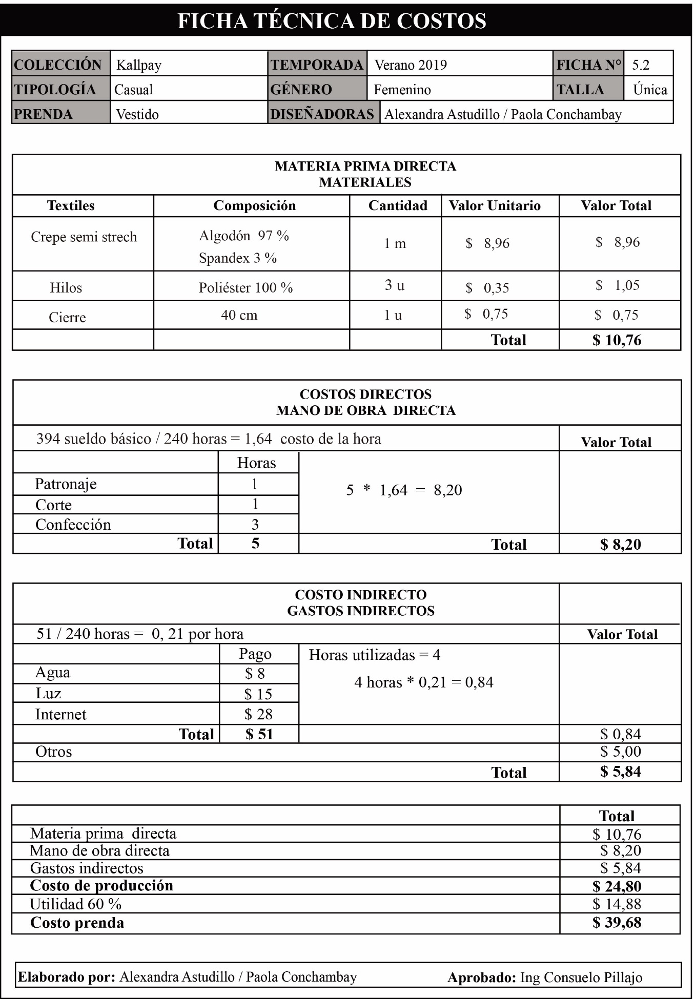 FICHA TÉCNICA DE COSTOS
COLECCIÓN Kallpay TEMPORADA Verano 2019 FICHA N° 5.2
TIPOLOGÍA Casual GÉNERO Femenino TALLA Única
PRENDA Vestido DISEÑADORAS Alexandra Astudillo / Paola Conchambay
MATERIA PRIMA DIRECTA
MATERIALES
Textiles Composición Cantidad Valor Unitario Valor Total
Crepe semi strech Algodón 97 % 1 m $ 8,96 $ 8,96
Spandex 3 %
Hilos Poliéster 100 % 3 u $ 0,35 $ 1,05
Cierre 40 cm 1 u $ 0,75 $ 0,75
Total $ 10,76
COSTOS DIRECTOS
MANO DE OBRA DIRECTA
394 sueldo básico / 240 horas = 1,64 costo de la hora Valor Total
Horas
Patronaje 1
5 * 1,64 = 8,20
Corte 1
Confección 3
Total 5 Total $ 8,20
COSTO INDIRECTO
GASTOS INDIRECTOS
51 / 240 horas = 0, 21 por hora Valor Total
Pago Horas utilizadas = 4
Agua $ 8
4 horas * 0,21 = 0,84
Luz $ 15
Internet $ 28
Total $ 51 $ 0,84
Otros $ 5,00
Total $ 5,84
Total
Materia prima directa $ 10,76
Mano de obra directa $ 8,20
Gastos indirectos $ 5,84
Costo de producción $ 24,80
Utilidad 60 % $ 14,88
Costo prenda $ 39,68
Elaborado por: Alexandra Astudillo / Paola Conchambay Aprobado: Ing Consuelo Pillajo